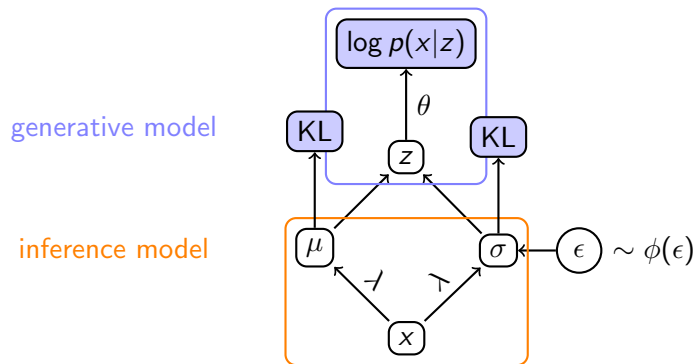 log p(x|z)
θ
generative model
KL
KL
z
inference model
μ
σ
ϵ
∼ ϕ(ϵ)
λ
λ
x